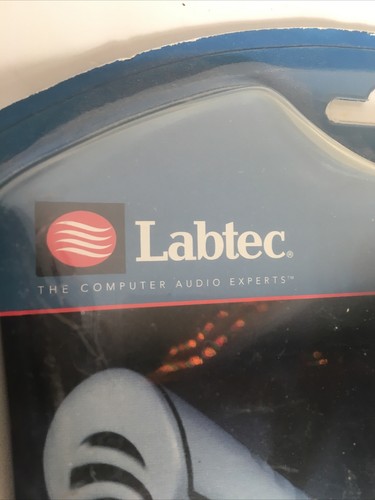 Labtec®
THE COMPUTER AUDIO EXPERTS™